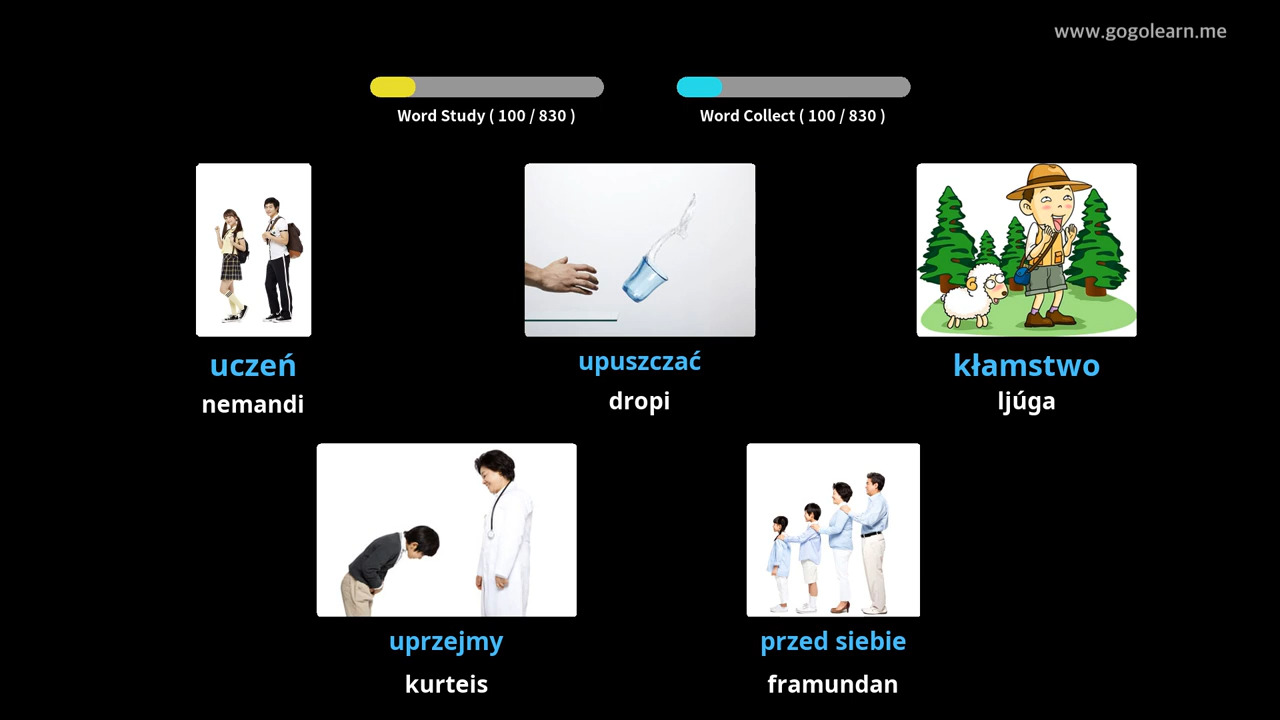 www.gogolearn.me
Word Study ( 100 / 830 )
Word Collect ( 100 / 830 )
uczeń
nemandi
upuszczać
dropi
kłamstwo
ljúga
uprzejmy
kurteis
przed siebie
framundan